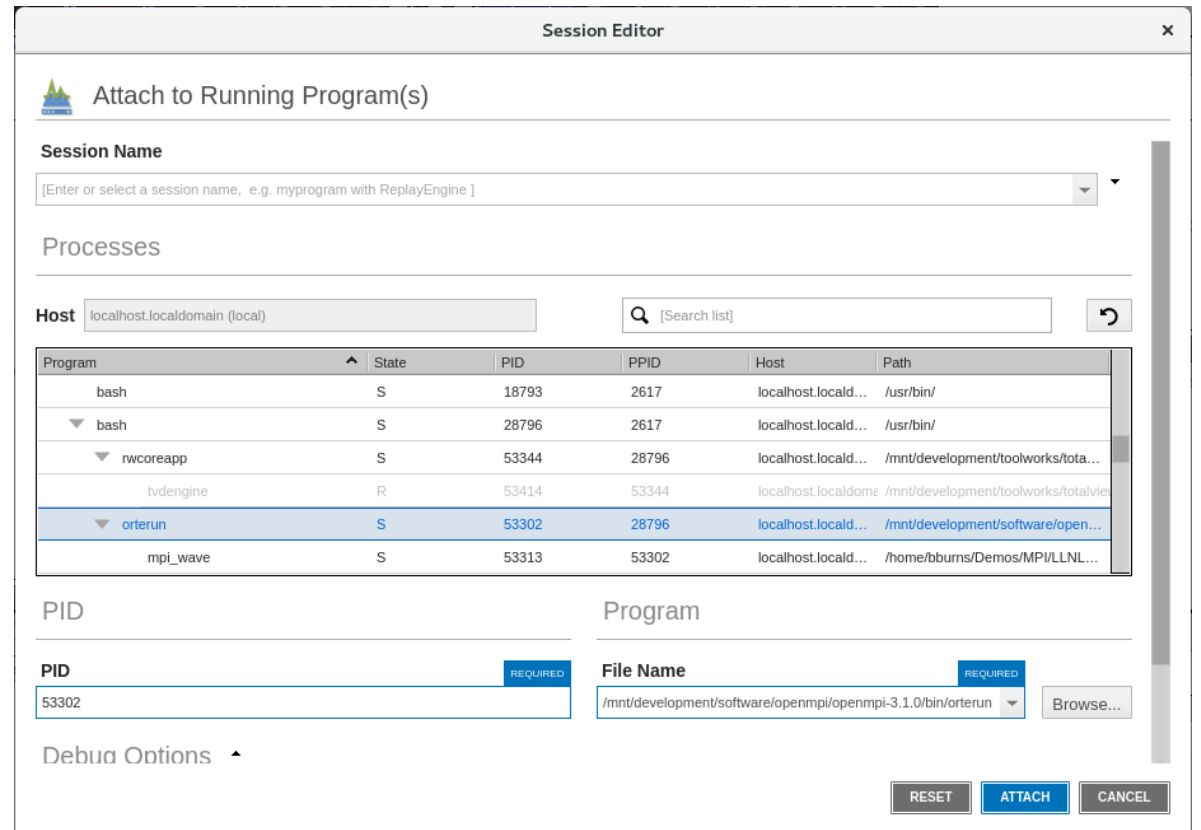 Session Editor ×
Attach to Running Program(s)
Session Name
[Enter or select a session name, e.g. myprogram with ReplayEngine ]
Processes
Host localhost.localdomain (local) [Search list]
Program State PID PPID Host Path
bash S 18793 2617 localhost.locald... /usr/bin/
bash S 28796 2617 localhost.locald... /usr/bin/
rwcoreapp S 53344 28796 localhost.locald... /mnt/development/toolworks/tota...
tvdengine R 53414 53344 localhost.localdoma /mnt/development/toolworks/totalview
orterun S 53302 28796 localhost.locald... /mnt/development/software/open...
mpi_wave S 53313 53302 localhost.locald... /home/bburns/Demos/MPI/LLNL...
PID Program
PID REQUIRED File Name REQUIRED
53302 /mnt/development/software/openmpi/openmpi-3.1.0/bin/orterun Browse...
Debug Options
RESET ATTACH CANCEL